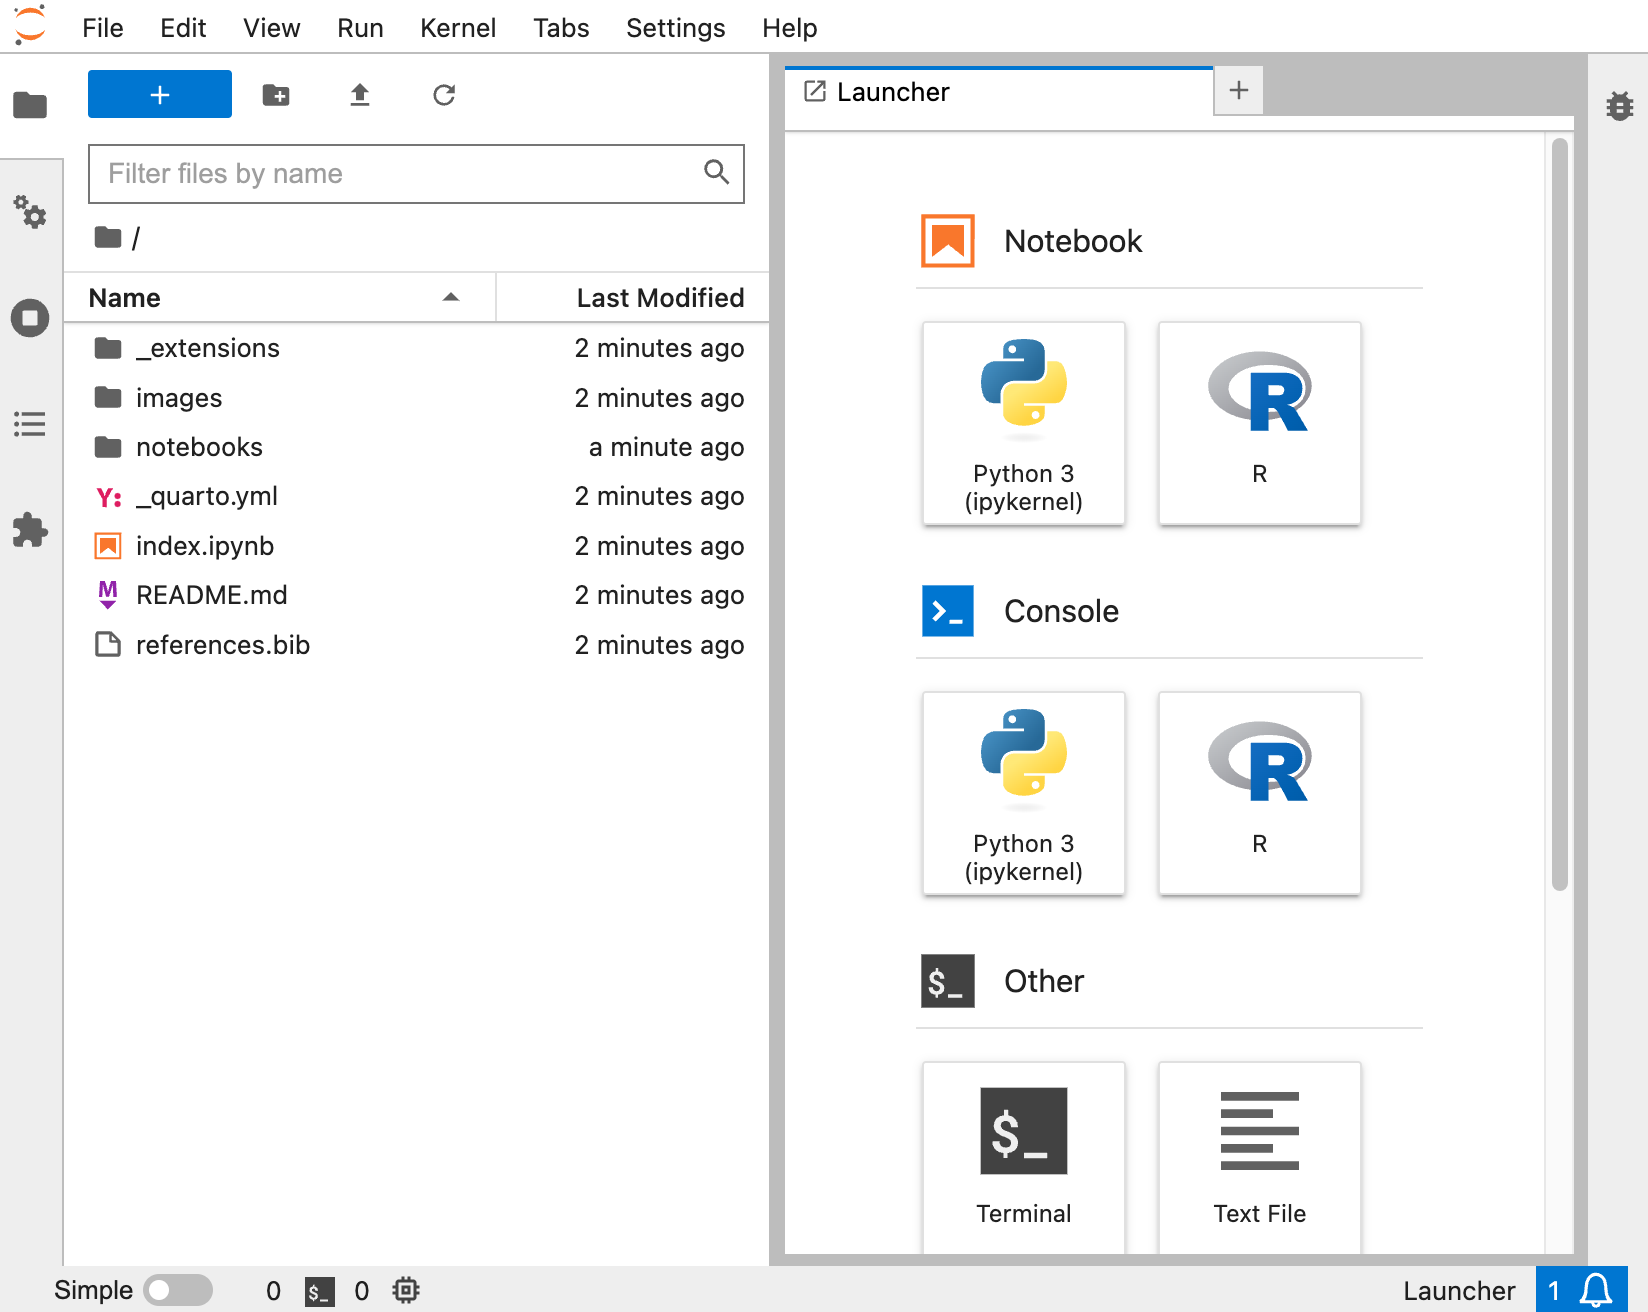 File Edit View Run Kernel Tabs Settings Help
+
Filter files by name
/
Name Last Modified
_extensions 2 minutes ago
images 2 minutes ago
notebooks a minute ago
Y: _quarto.yml 2 minutes ago
index.ipynb 2 minutes ago
M README.md 2 minutes ago
references.bib 2 minutes ago
Launcher +
Notebook
Python 3
(ipykernel)
R
R
>_ Console
Python 3
(ipykernel)
R
R
$_ Other
$_
Terminal
Text File
Simple 0 $_ 0 Launcher 1